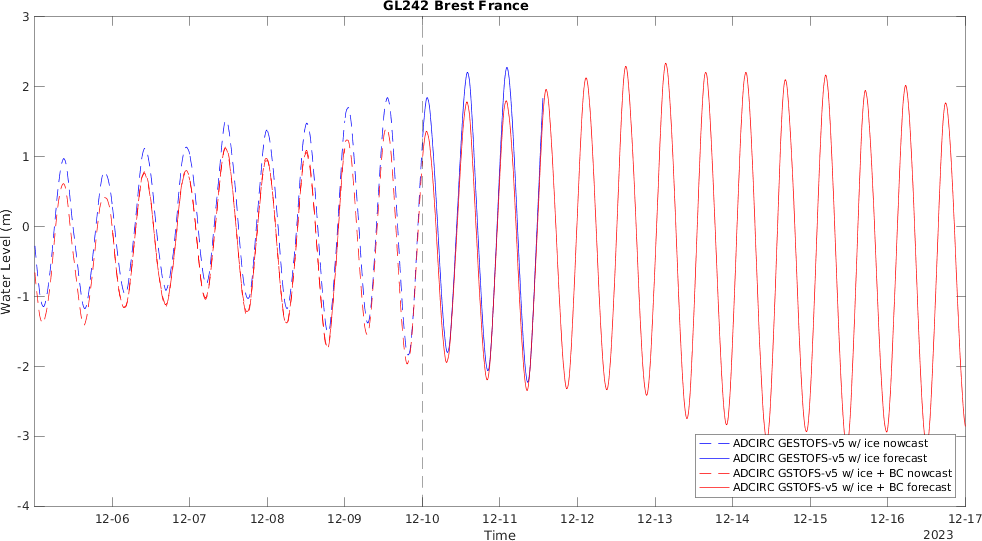 GL242 Brest France
3
2
1
0
-1
-2
-3
-4
Water Level (m)
ADCIRC GESTOFS-v5 w/ ice nowcast
ADCIRC GESTOFS-v5 w/ ice forecast
ADCIRC GSTOFS-v5 w/ ice + BC nowcast
ADCIRC GSTOFS-v5 w/ ice + BC forecast
12-06 12-07 12-08 12-09 12-10 12-11 12-12 12-13 12-14 12-15 12-16 12-17
Time
2023